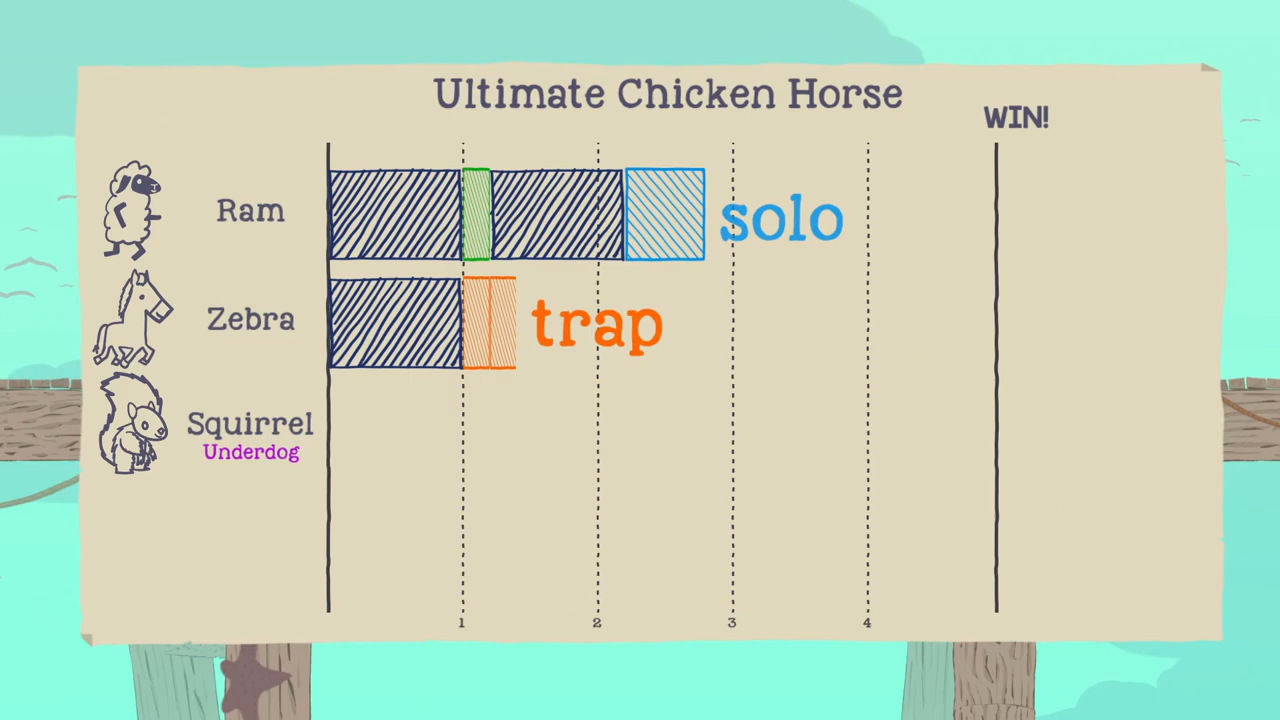 Ultimate Chicken Horse
WIN!
Ram
solo
Zebra
trap
Squirrel
Underdog
1 2 3 4